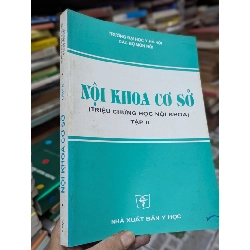 TRƯỜNG ĐẠI HỌC Y HÀ NỘI
CÁC BỘ MÔN NỘI
NỘI KHOA CƠ SỞ
(TRIỆU CHỨNG HỌC NỘI KHOA)
TẬP II
NHÀ XUẤT BẢN Y HỌC
NỘI KHOA CƠ SỞ